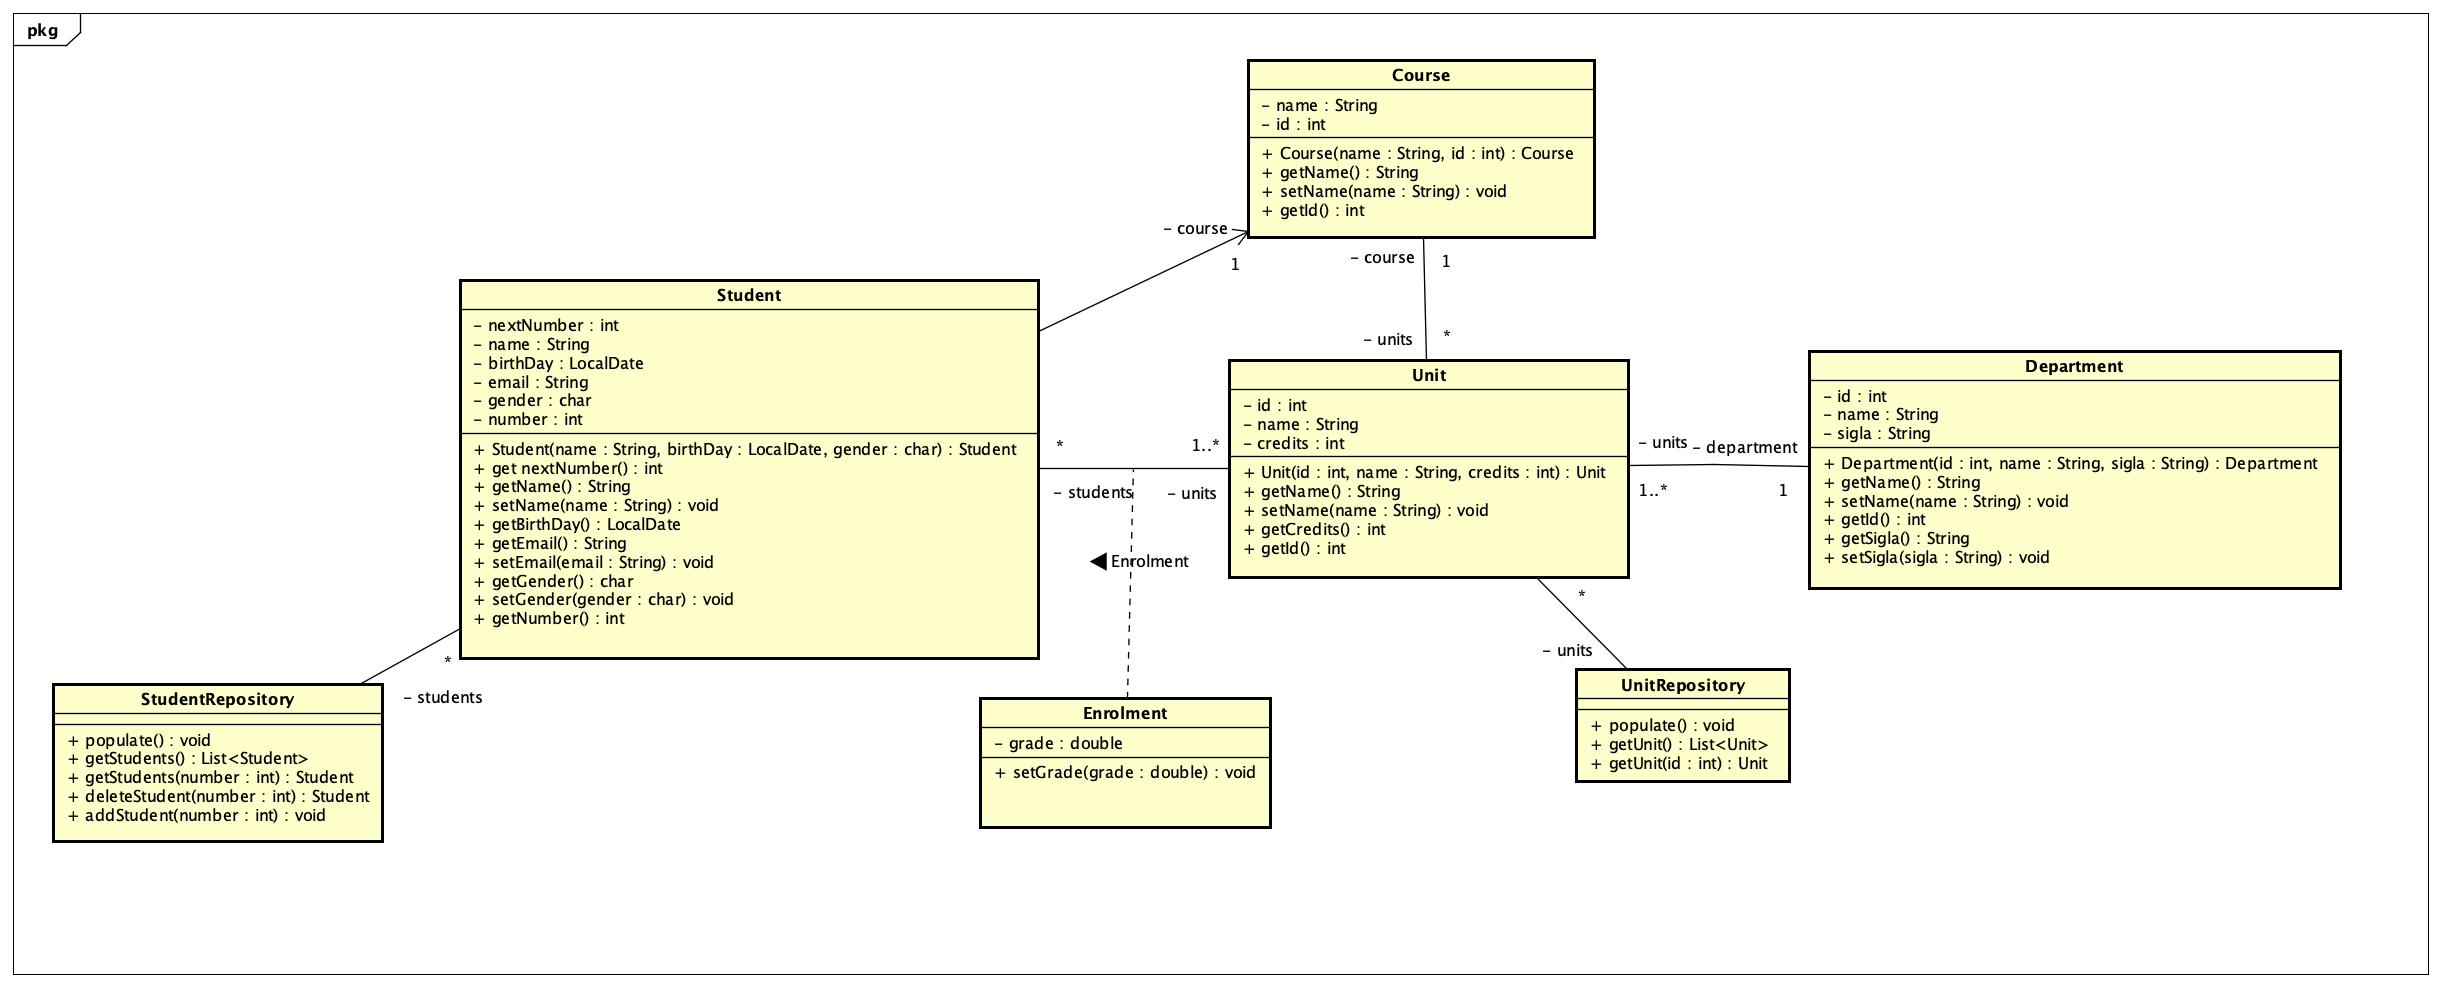 pkg
Course
– name : String
– id : int
+ Course(name : String, id : int) : Course
+ getName() : String
+ setName(name : String) : void
+ getId() : int
– course
1
– course
1
– units
*
Student
– nextNumber : int
– name : String
– birthDay : LocalDate
– email : String
– gender : char
– number : int
+ Student(name : String, birthDay : LocalDate, gender : char) : Student
+ get nextNumber() : int
+ getName() : String
+ setName(name : String) : void
+ getBirthDay() : LocalDate
+ getEmail() : String
+ setEmail(email : String) : void
+ getGender() : char
+ setGender(gender : char) : void
+ getNumber() : int
*
1..*
– students
– units
Enrolment
Unit
– id : int
– name : String
– credits : int
+ Unit(id : int, name : String, credits : int) : Unit
+ getName() : String
+ setName(name : String) : void
+ getCredits() : int
+ getId() : int
– units
– department
1..*
1
Department
– id : int
– name : String
– sigla : String
+ Department(id : int, name : String, sigla : String) : Department
+ getName() : String
+ setName(name : String) : void
+ getId() : int
+ getSigla() : String
+ setSigla(sigla : String) : void
*
– students
*
– units
StudentRepository
+ populate() : void
+ getStudents() : List<Student>
+ getStudents(number : int) : Student
+ deleteStudent(number : int) : Student
+ addStudent(number : int) : void
Enrolment
– grade : double
+ setGrade(grade : double) : void
UnitRepository
+ populate() : void
+ getUnit() : List<Unit>
+ getUnit(id : int) : Unit